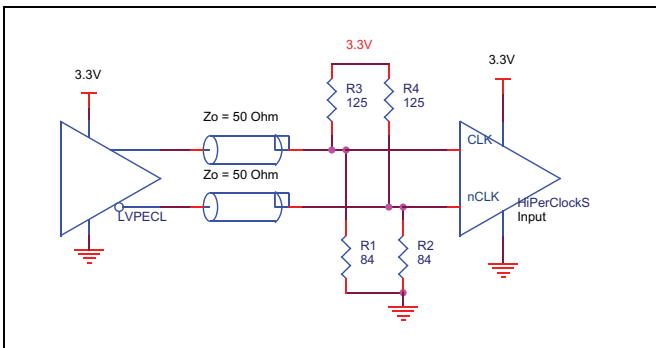 3.3V
3.3V
3.3V
R3
125
R4
125
Zo = 50 Ohm
CLK
Zo = 50 Ohm
nCLK
LVPECL
HiPerClockS
Input
R1
84
R2
84